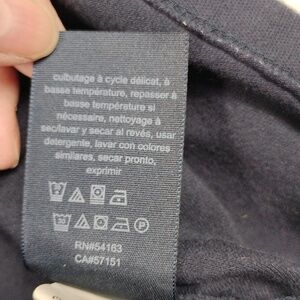 culbutage à cycle délicat, à
basse température, repasser à
basse température si
nécessaire, nettoyage à
sec/lavar y secar al revés, usar
detergente, lavar con colores
similares, secar pronto,
exprimir
RN#54163
CA#57151